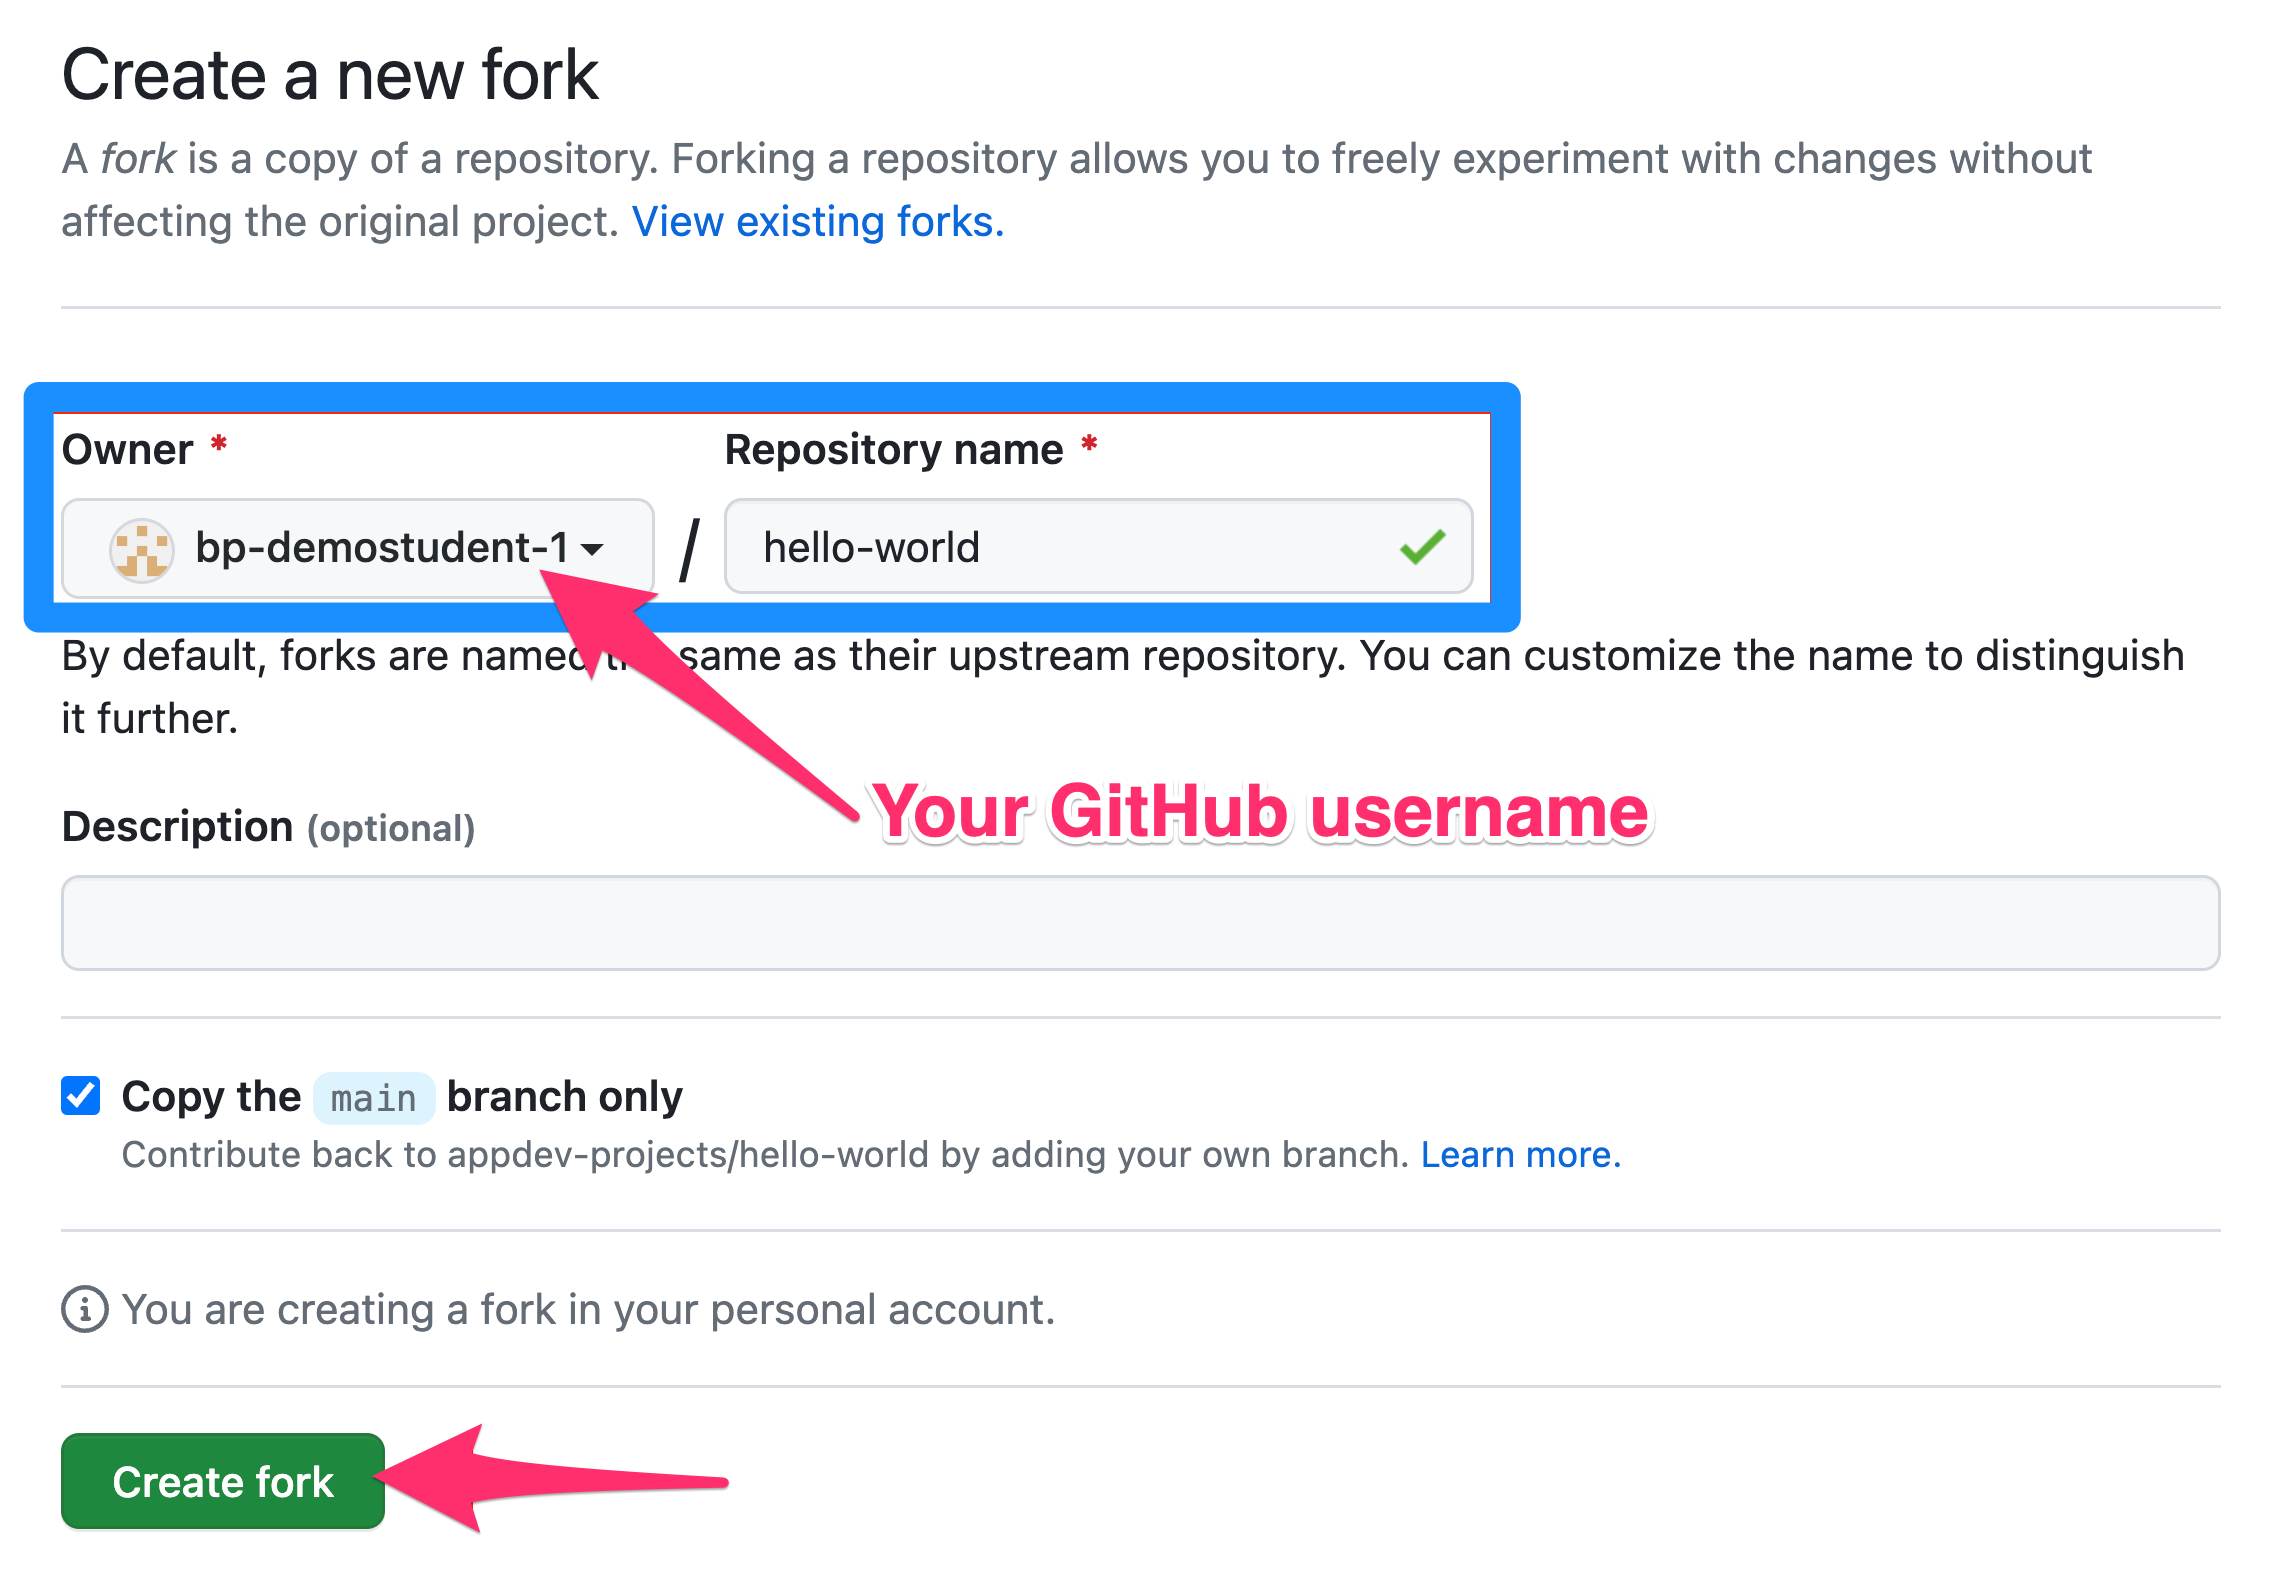 Create a new fork
A fork is a copy of a repository. Forking a repository allows you to freely experiment with changes without
affecting the original project. View existing forks.
Owner * Repository name *
bp-demostudent-1 / hello-world
By default, forks are named the same as their upstream repository. You can customize the name to distinguish
it further.
Your GitHub username
Description (optional)
Copy the main branch only
Contribute back to appdev-projects/hello-world by adding your own branch. Learn more.
You are creating a fork in your personal account.
Create fork